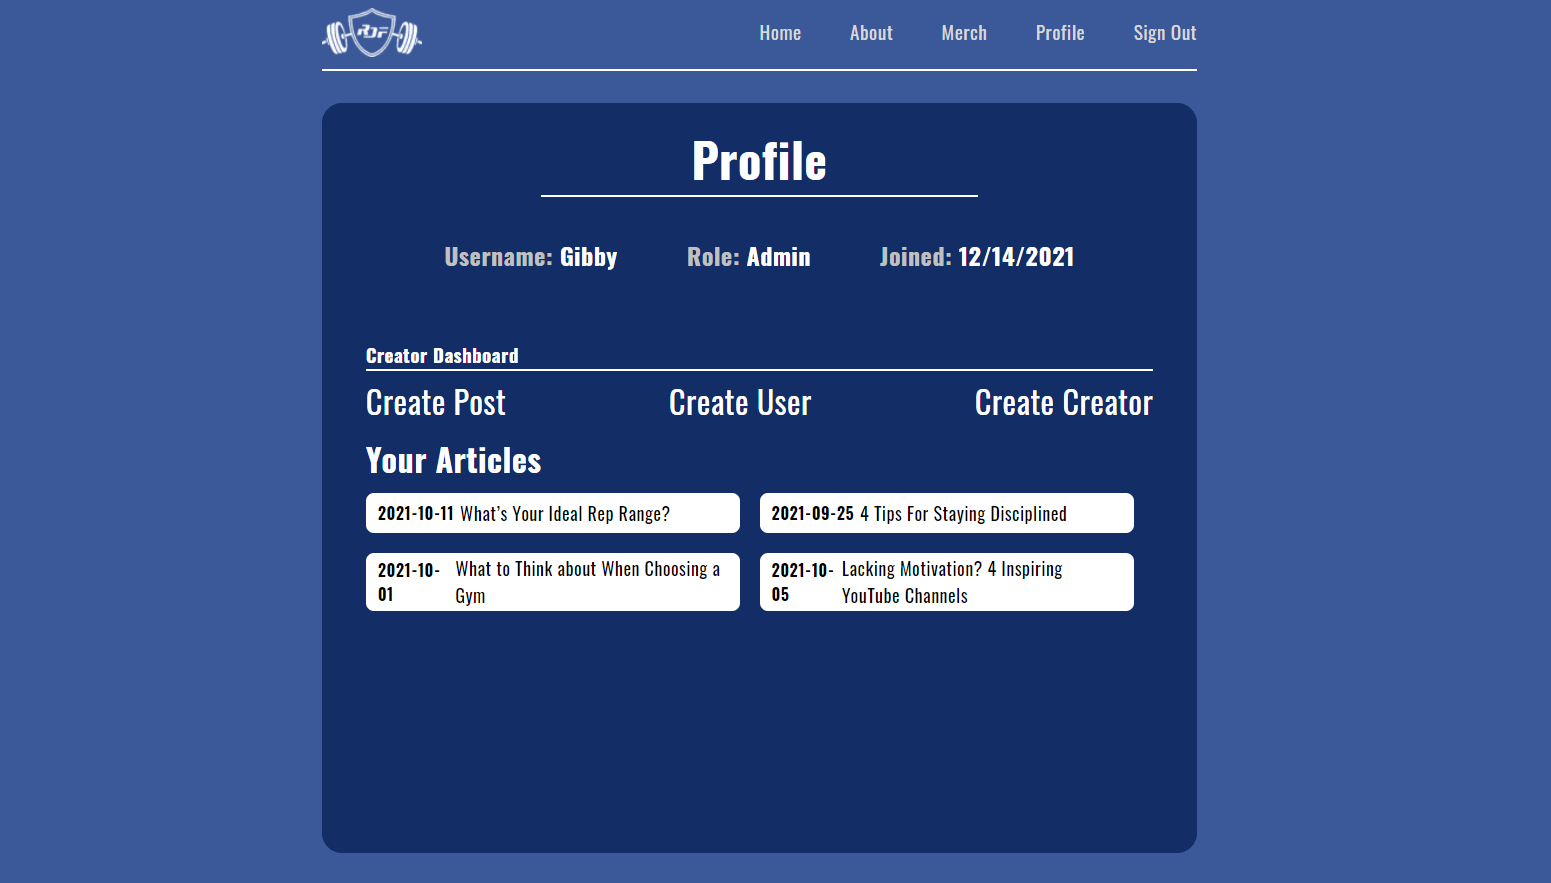 RDF
Home About Merch Profile Sign Out
Profile
Username: Gibby Role: Admin Joined: 12/14/2021
Creator Dashboard
Create Post Create User Create Creator
Your Articles
2021-10-11 What’s Your Ideal Rep Range?
2021-09-25 4 Tips For Staying Disciplined
2021-10-
01
What to Think about When Choosing a
Gym
2021-10-
05
Lacking Motivation? 4 Inspiring
YouTube Channels